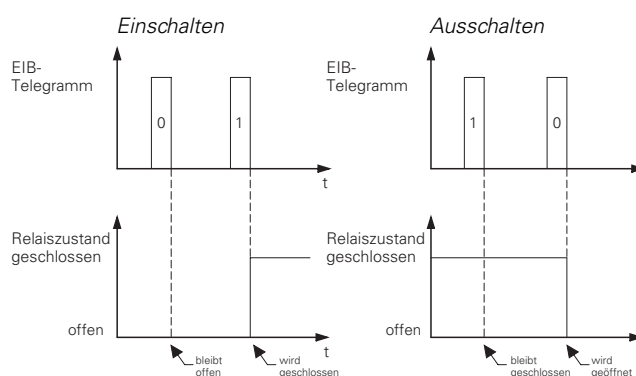 Einschalten
EIB-
Telegramm
0
1
t
Relaiszustand
geschlossen
offen
bleibt
offen
wird
geschlossen
t
Ausschalten
EIB-
Telegramm
1
0
Relaiszustand
geschlossen
offen
bleibt
geschlossen
wird
geöffnet